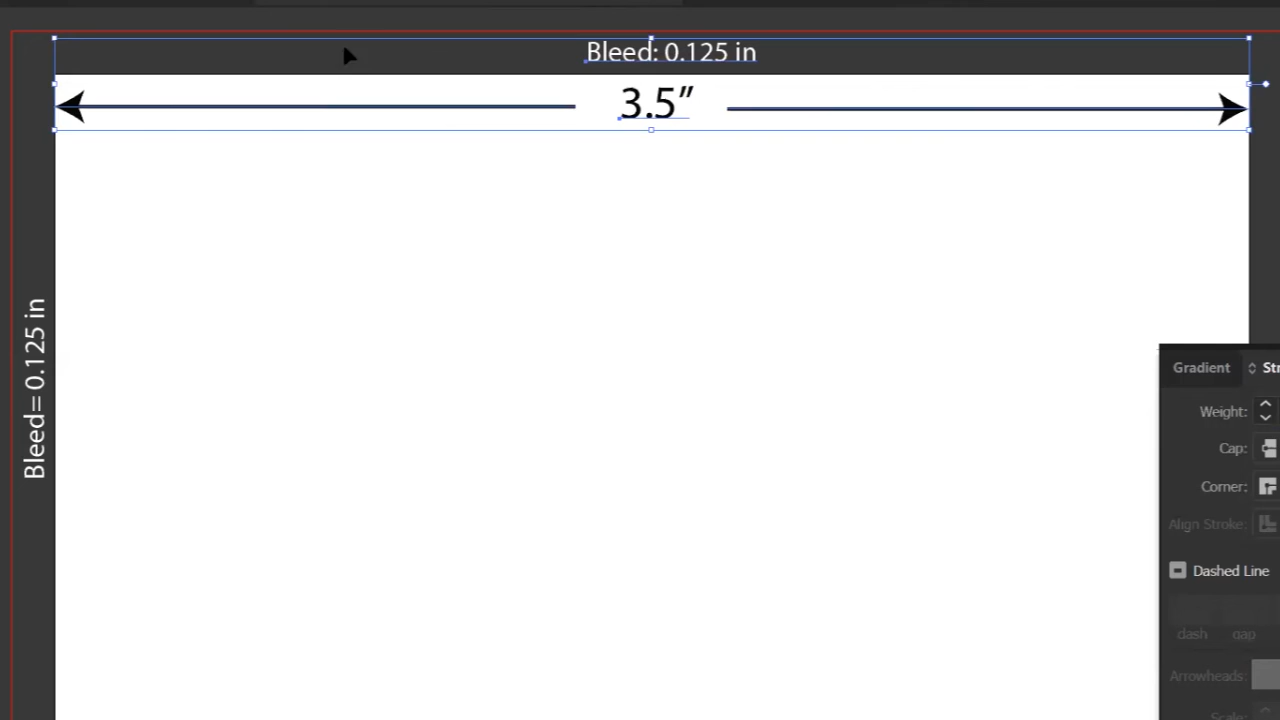 Bleed: 0.125 in
3.5″
Bleed= 0.125 in
Gradient
Weight:
Cap:
Corner:
Align Stroke:
Dashed Line
dash gap
Arrowheads: